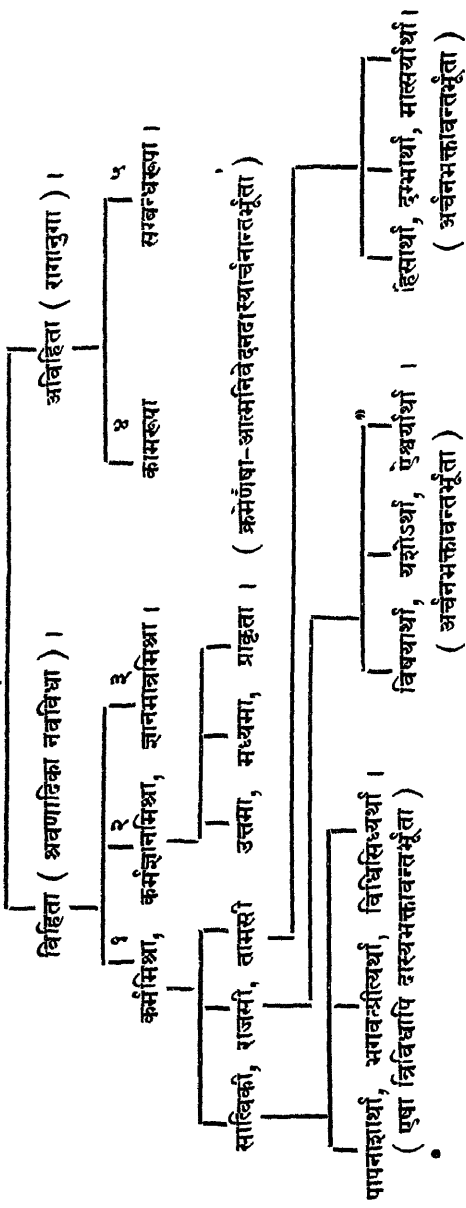 विहिता ( श्रवणादिका नवविधा ) । अविहिता ( रागानुगा ) ।
१ २ ३ ४ ५
कर्ममिश्रा, कर्मज्ञानमिश्रा, ज्ञानमात्रमिश्रा । कामरूपा सम्बन्धरूपा ।
सात्विकी, राजसी, तामसी उत्तमा, मध्यमा, प्राकृता । ( क्रमेणैषा-आत्मनिवेदनदास्यार्चनान्तर्भूता )
पापनाशार्था, भगवत्प्रीत्यर्था, विधिसिध्यर्था । विषयार्था, यशोऽर्था, ऐश्वर्यार्था । हिंसार्था, दम्भार्था, मात्सर्यार्था ।
( एषा त्रिविधापि दास्यभक्तावन्तर्भूता ) ( अर्चनभक्तावन्तर्भूता ) ( अर्चनभक्तावन्तर्भूता )